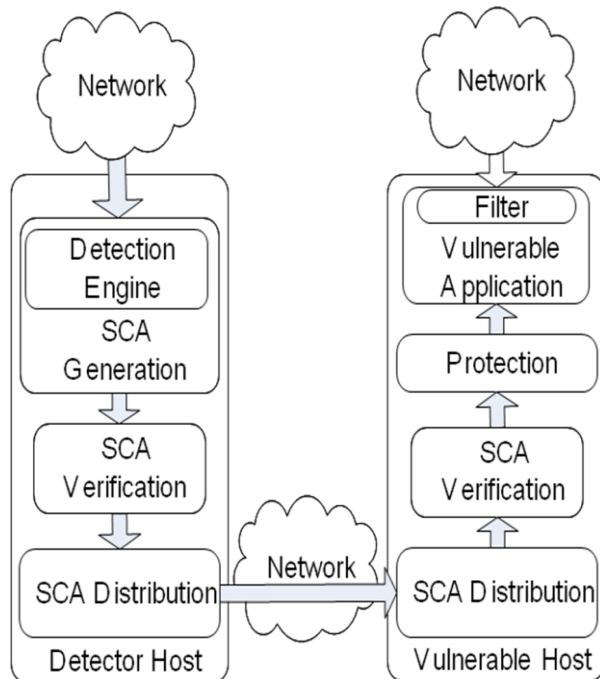 Network
Detection
Engine
SCA
Generation
SCA
Verification
SCA Distribution
Detector Host
Network
Network
Filter
Vulnerable
Application
Protection
SCA
Verification
SCA Distribution
Vulnerable Host